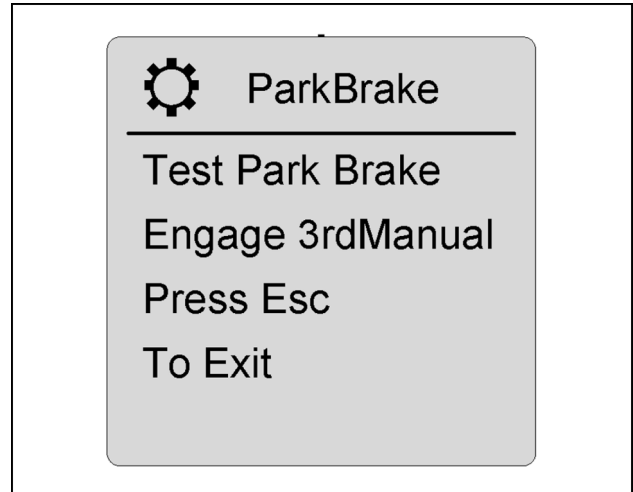 ParkBrake
Test Park Brake
Engage 3rdManual
Press Esc
To Exit